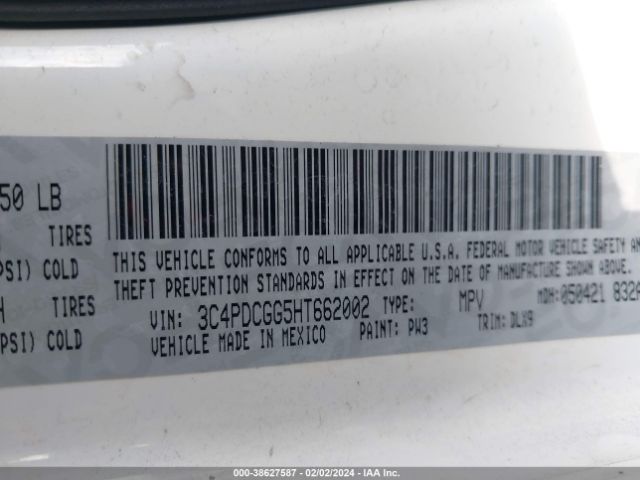 50 LB
TIRES
PSI) COLD
TIRES
PSI) COLD
THIS VEHICLE CONFORMS TO ALL APPLICABLE U.S.A. FEDERAL MOTOR VEHICLE SAFETY AN
THEFT PREVENTION STANDARDS IN EFFECT ON THE DATE OF MANUFACTURE SHOWN ABOVE.
VIN: 3C4PDCGG5HT662002 TYPE: MPV MDH:050421 832A
VEHICLE MADE IN MEXICO PAINT: PW3 TRIM: DLX9
000-38627587 - 02/02/2024 - IAA Inc.